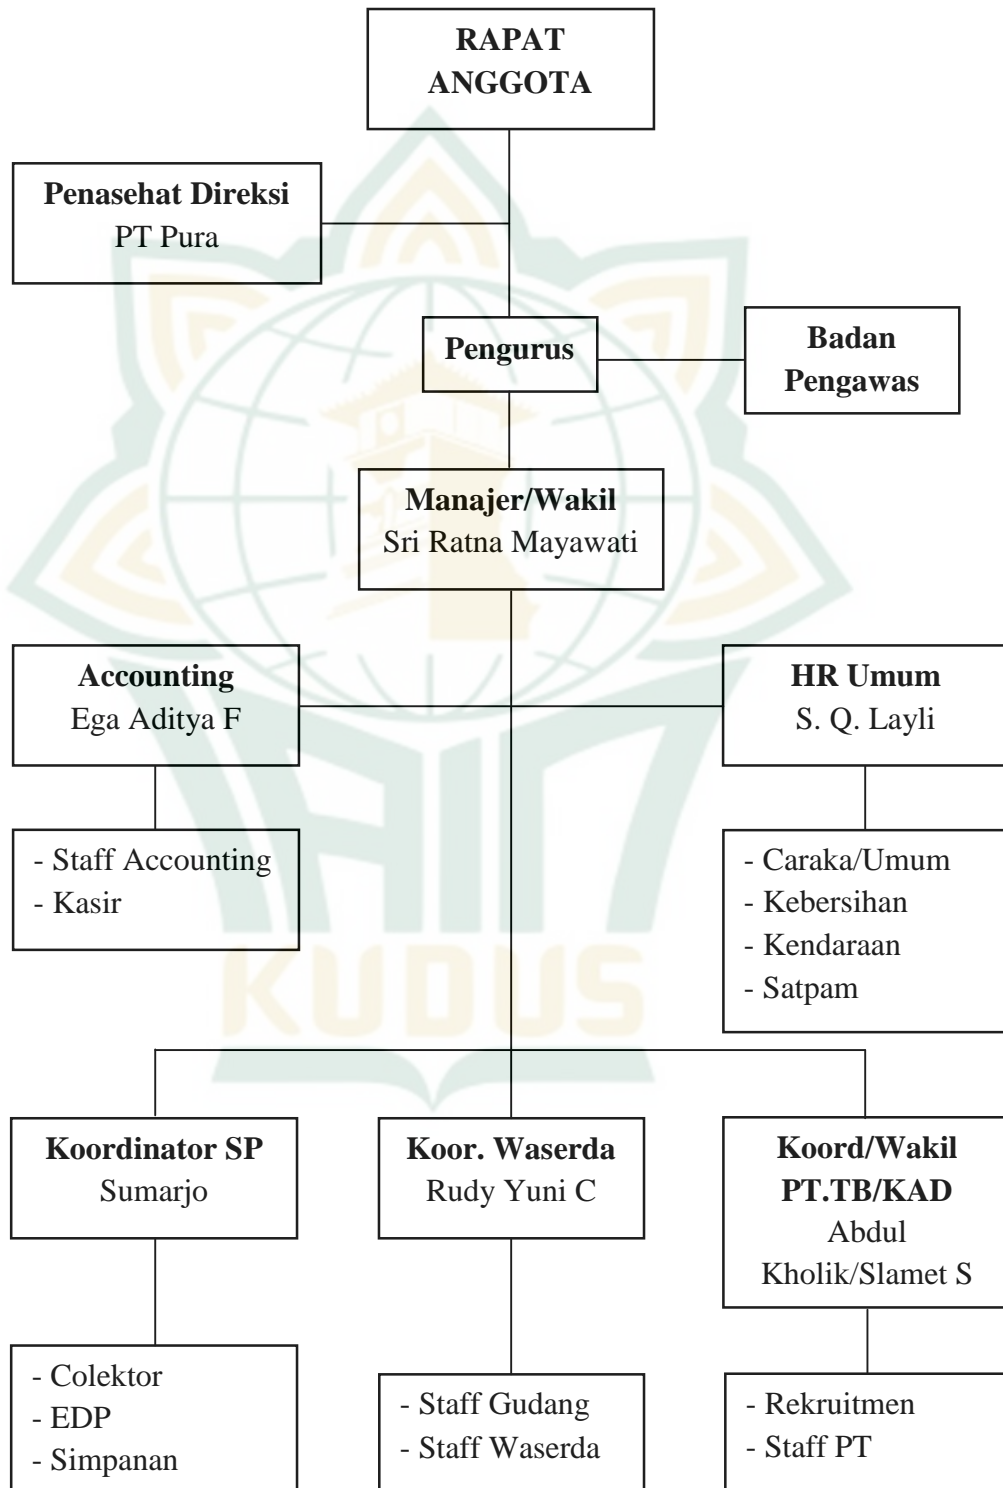 RAPAT
ANGGOTA
Penasehat Direksi
PT Pura
Pengurus
Badan
Pengawas
Manajer/Wakil
Sri Ratna Mayawati
Accounting
Ega Aditya F
HR Umum
S. Q. Layli
- Staff Accounting
- Kasir
- Caraka/Umum
- Kebersihan
- Kendaraan
- Satpam
IAIN
KUDUS
Koordinator SP
Sumarjo
Koor. Waserda
Rudy Yuni C
Koord/Wakil
PT.TB/KAD
Abdul
Kholik/Slamet S
- Colektor
- EDP
- Simpanan
- Staff Gudang
- Staff Waserda
- Rekruitmen
- Staff PT